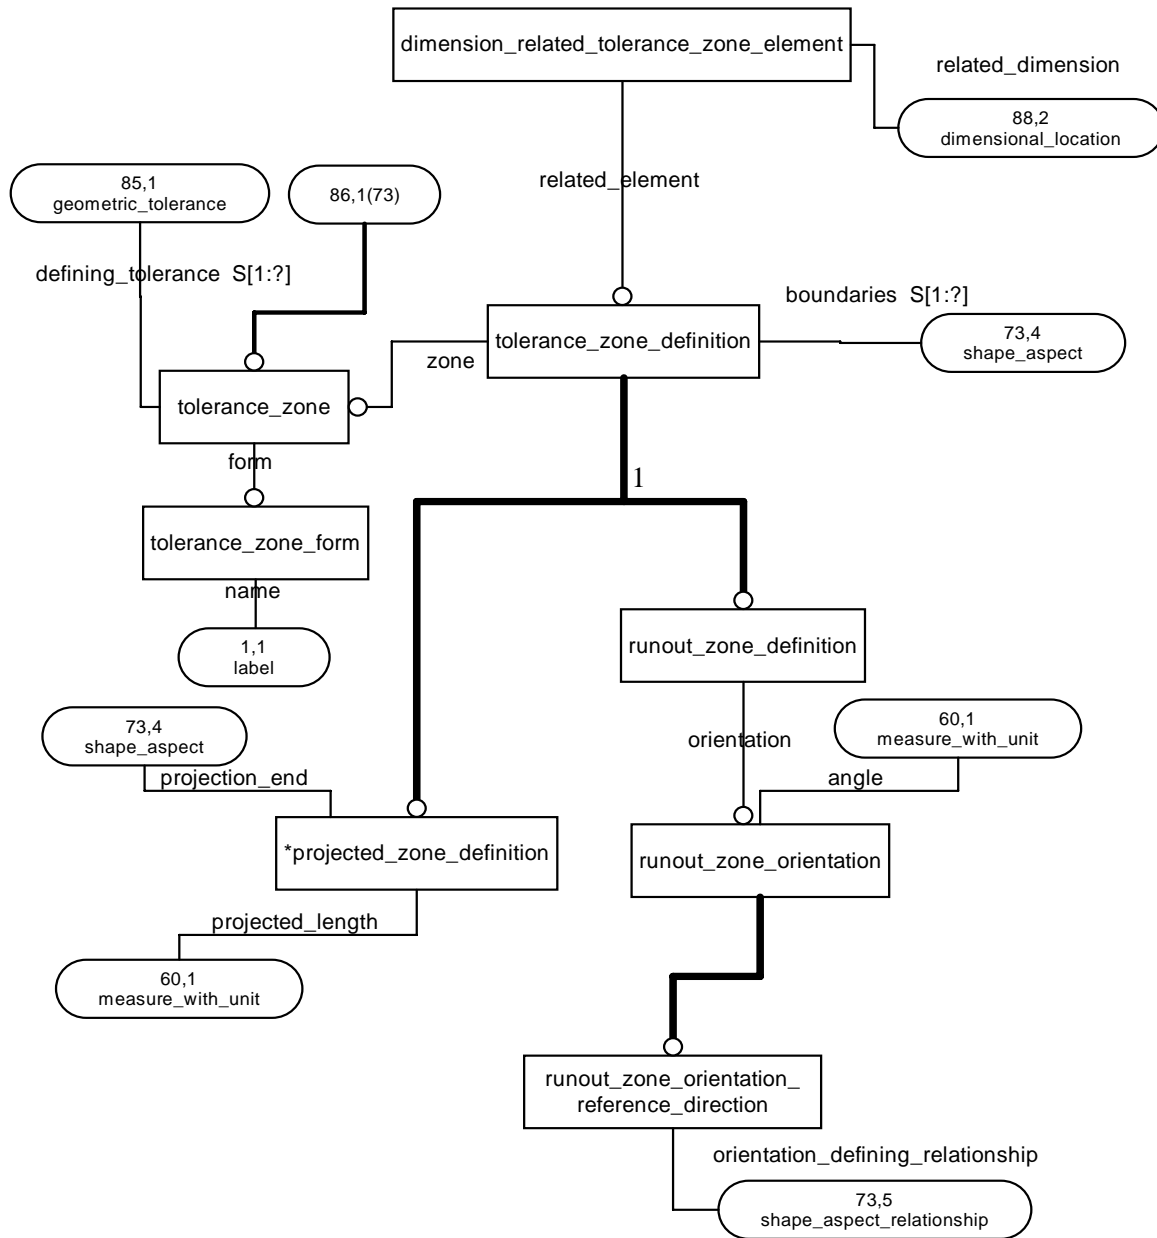 dimension_related_tolerance_zone_element
related_dimension
88,2
dimensional_location
85,1
geometric_tolerance
86,1(73)
related_element
defining_tolerance S[1:?]
boundaries S[1:?]
tolerance_zone_definition
73,4
shape_aspect
zone
tolerance_zone
form
1
tolerance_zone_form
name
1,1
label
runout_zone_definition
73,4
shape_aspect
60,1
measure_with_unit
orientation
projection_end
angle
*projected_zone_definition
runout_zone_orientation
projected_length
60,1
measure_with_unit
runout_zone_orientation_
reference_direction
orientation_defining_relationship
73,5
shape_aspect_relationship